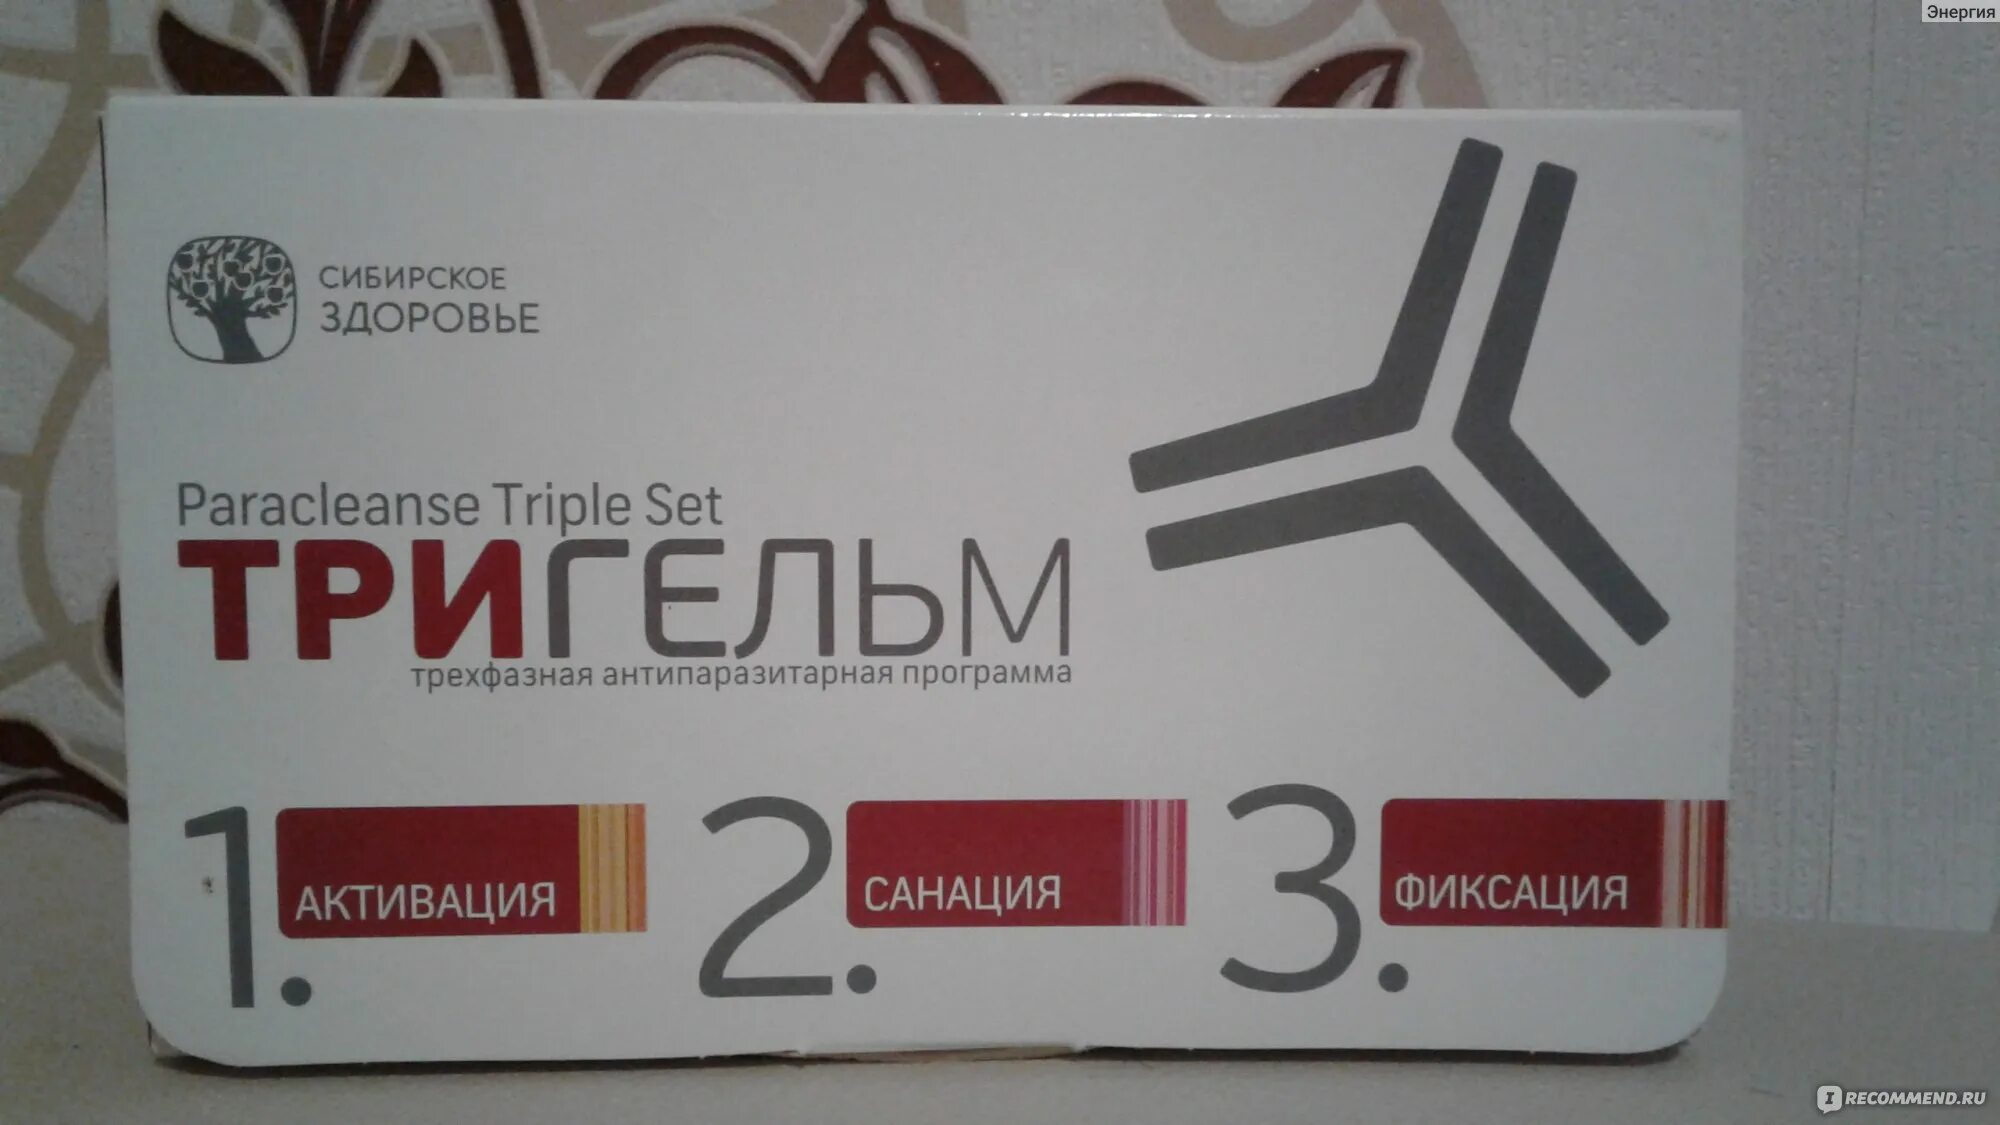 Энергия
СИБИРСКОЕ
ЗДОРОВЬЕ
Paracleanse Triple Set
ТРИГЕЛЬМ
трехфазная антипаразитарная программа
1. АКТИВАЦИЯ 2. САНАЦИЯ 3. ФИКСАЦИЯ
I RECOMMEND.RU